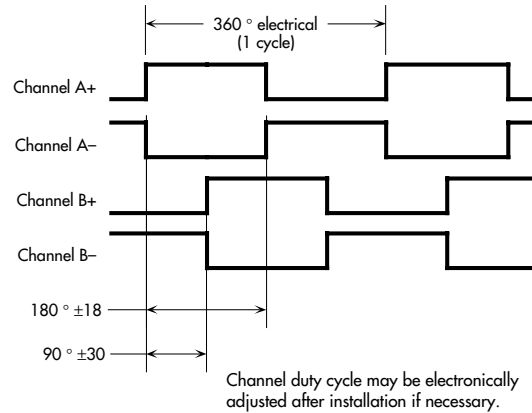 360 ° electrical
(1 cycle)
Channel A+
Channel A–
Channel B+
Channel B–
180 ° ±18
90 ° ±30
Channel duty cycle may be electronically
adjusted after installation if necessary.